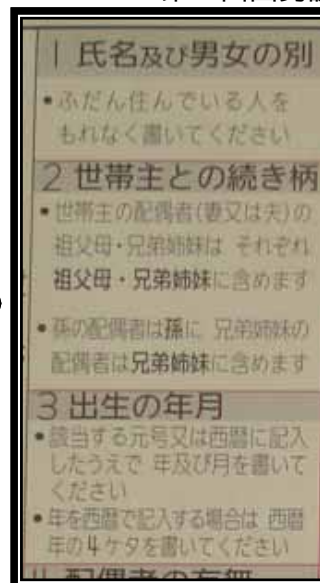 1 氏名及び男女の別
•ふだん住んでいる人を
もれなく書いてください
2 世帯主との続き柄
•世帯主の配偶者(妻又は夫)の
祖父母・兄弟姉妹は それぞれ
祖父母・兄弟姉妹に含めます
•孫の配偶者は孫に 兄弟姉妹の
配偶者は兄弟姉妹に含めます
3 出生の年月
•該当する元号又は西暦に記入
したうえで 年及び月を書いて
ください
•年を西暦で記入する場合は 西暦
年の4ケタを書いてください
配偶者の有無